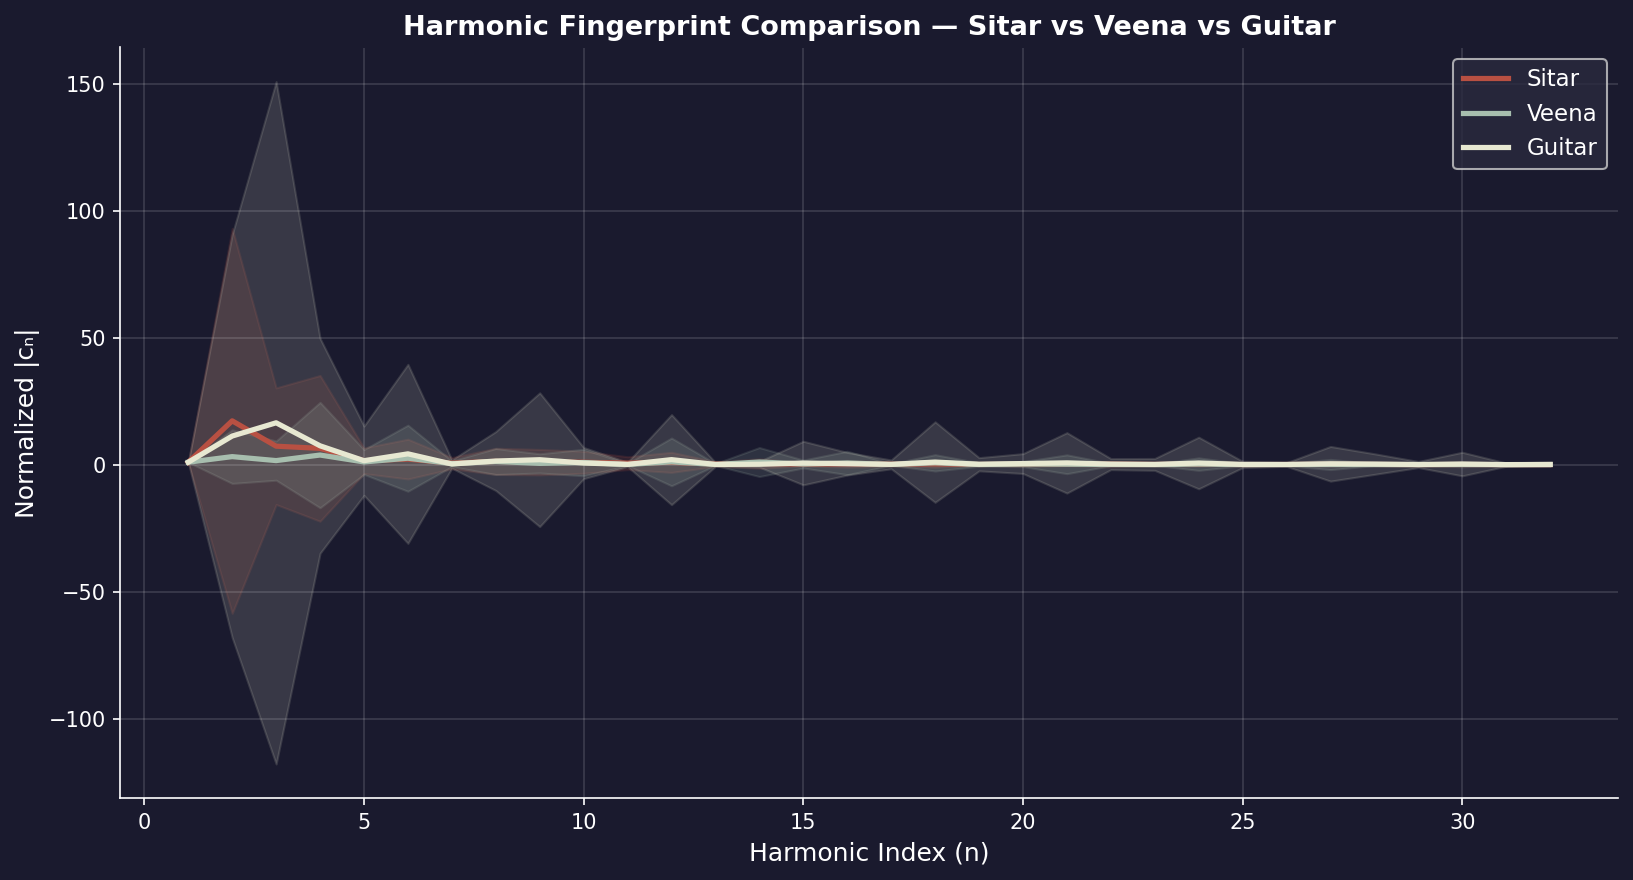 Harmonic Fingerprint Comparison — Sitar vs Veena vs Guitar
Sitar
Veena
Guitar
Normalized |cₙ|
150
100
50
0
−50
−100
0 5 10 15 20 25 30
Harmonic Index (n)